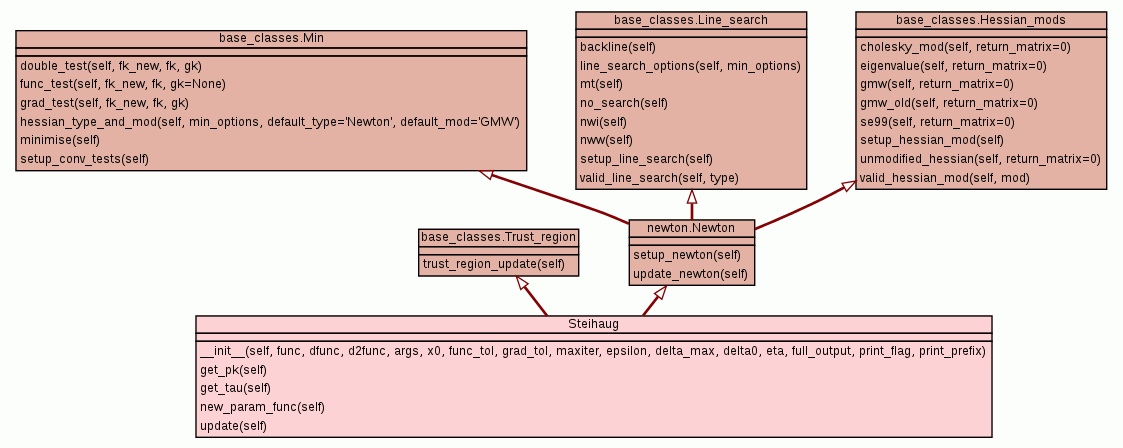 base_classes.Min
double_test(self, fk_new, fk, gk)
func_test(self, fk_new, fk, gk=None)
grad_test(self, fk_new, fk, gk)
hessian_type_and_mod(self, min_options, default_type='Newton', default_mod='GMW')
minimise(self)
setup_conv_tests(self)
base_classes.Line_search
backline(self)
line_search_options(self, min_options)
mt(self)
no_search(self)
nwi(self)
nww(self)
setup_line_search(self)
valid_line_search(self, type)
base_classes.Hessian_mods
cholesky_mod(self, return_matrix=0)
eigenvalue(self, return_matrix=0)
gmw(self, return_matrix=0)
gmw_old(self, return_matrix=0)
se99(self, return_matrix=0)
setup_hessian_mod(self)
unmodified_hessian(self, return_matrix=0)
valid_hessian_mod(self, mod)
base_classes.Trust_region
trust_region_update(self)
newton.Newton
setup_newton(self)
update_newton(self)
Steihaug
__init__(self, func, dfunc, d2func, args, x0, func_tol, grad_tol, maxiter, epsilon, delta_max, delta0, eta, full_output, print_flag, print_prefix)
get_pk(self)
get_tau(self)
new_param_func(self)
update(self)